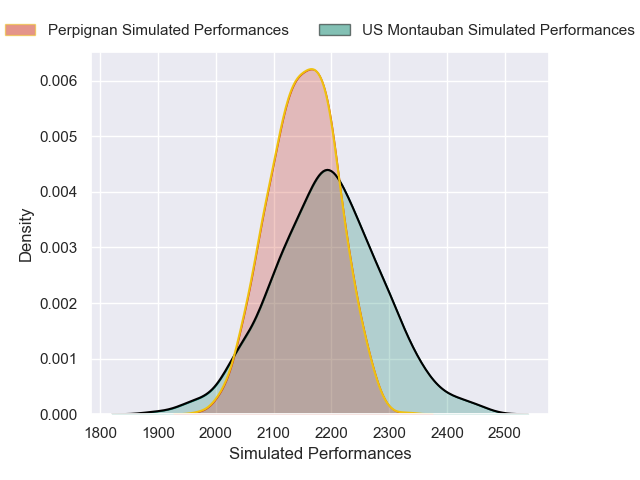 Perpignan Simulated Performances US Montauban Simulated Performances
0.006
0.005
0.004
0.003
0.002
0.001
0.000
Density
1800 1900 2000 2100 2200 2300 2400 2500
Simulated Performances